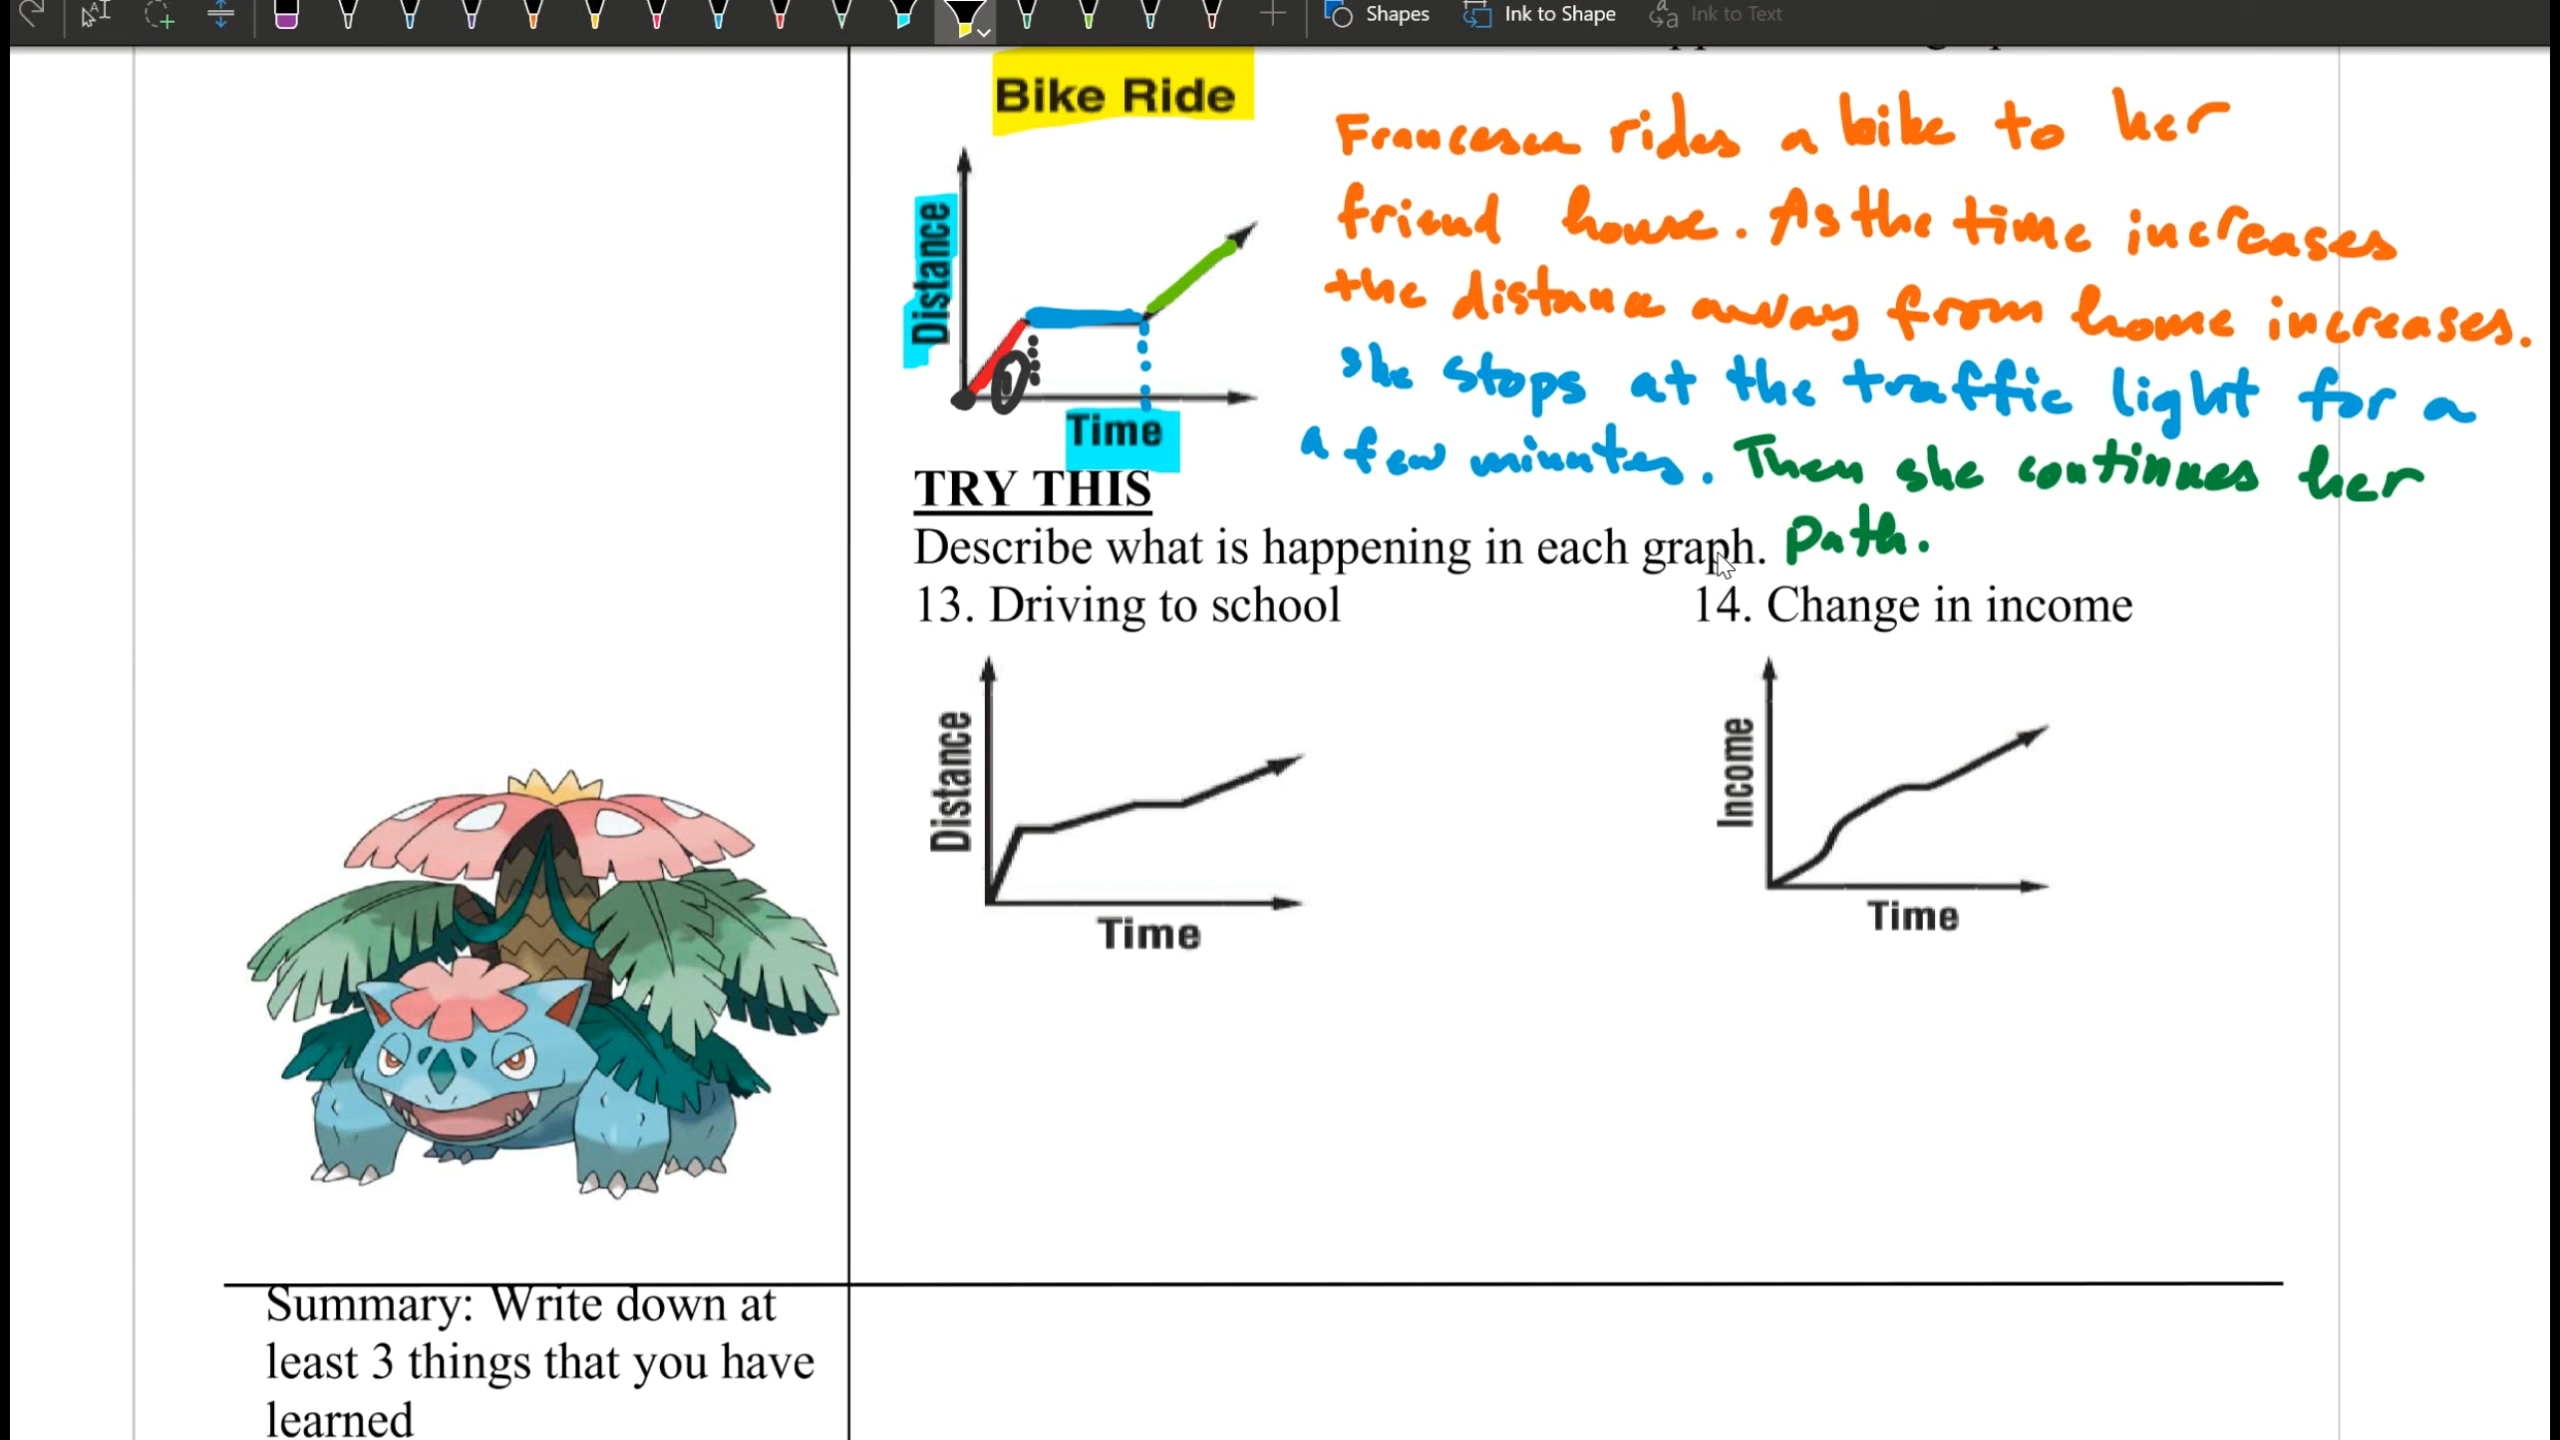 Shapes
Ink to Shape
Ink to Text
Bike Ride
Distance
Time
Francesca rides a bike to her
friend house. As the time increases
the distance away from home increases.
She stops at the traffic light for a
a few minutes. Then she continues her
path.
TRY THIS
Describe what is happening in each graph.
13. Driving to school
14. Change in income
Distance
Time
Income
Time
Summary: Write down at
least 3 things that you have
learned